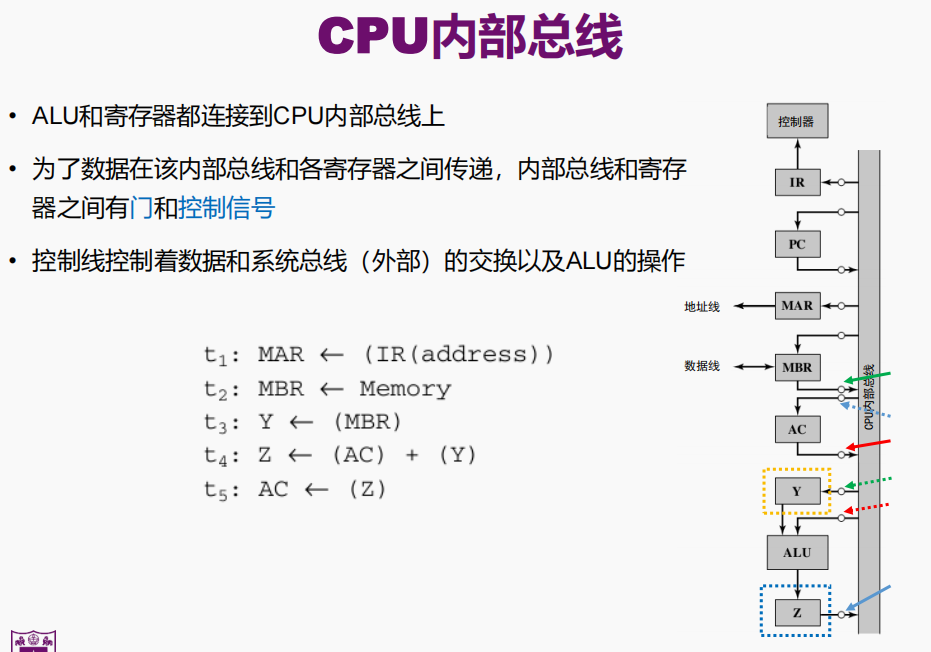 CPU内部总线
• ALU和寄存器都连接到CPU内部总线上
• 为了数据在该内部总线和各寄存器之间传递，内部总线和寄存
器之间有门和控制信号
• 控制线控制着数据和系统总线（外部）的交换以及ALU的操作
t1: MAR ← (IR(address))
t2: MBR ← Memory
t3: Y ← (MBR)
t4: Z ← (AC) + (Y)
t5: AC ← (Z)
控制器
IR
PC
地址线
MAR
数据线
MBR
CPU内部总线
AC
Y
ALU
Z